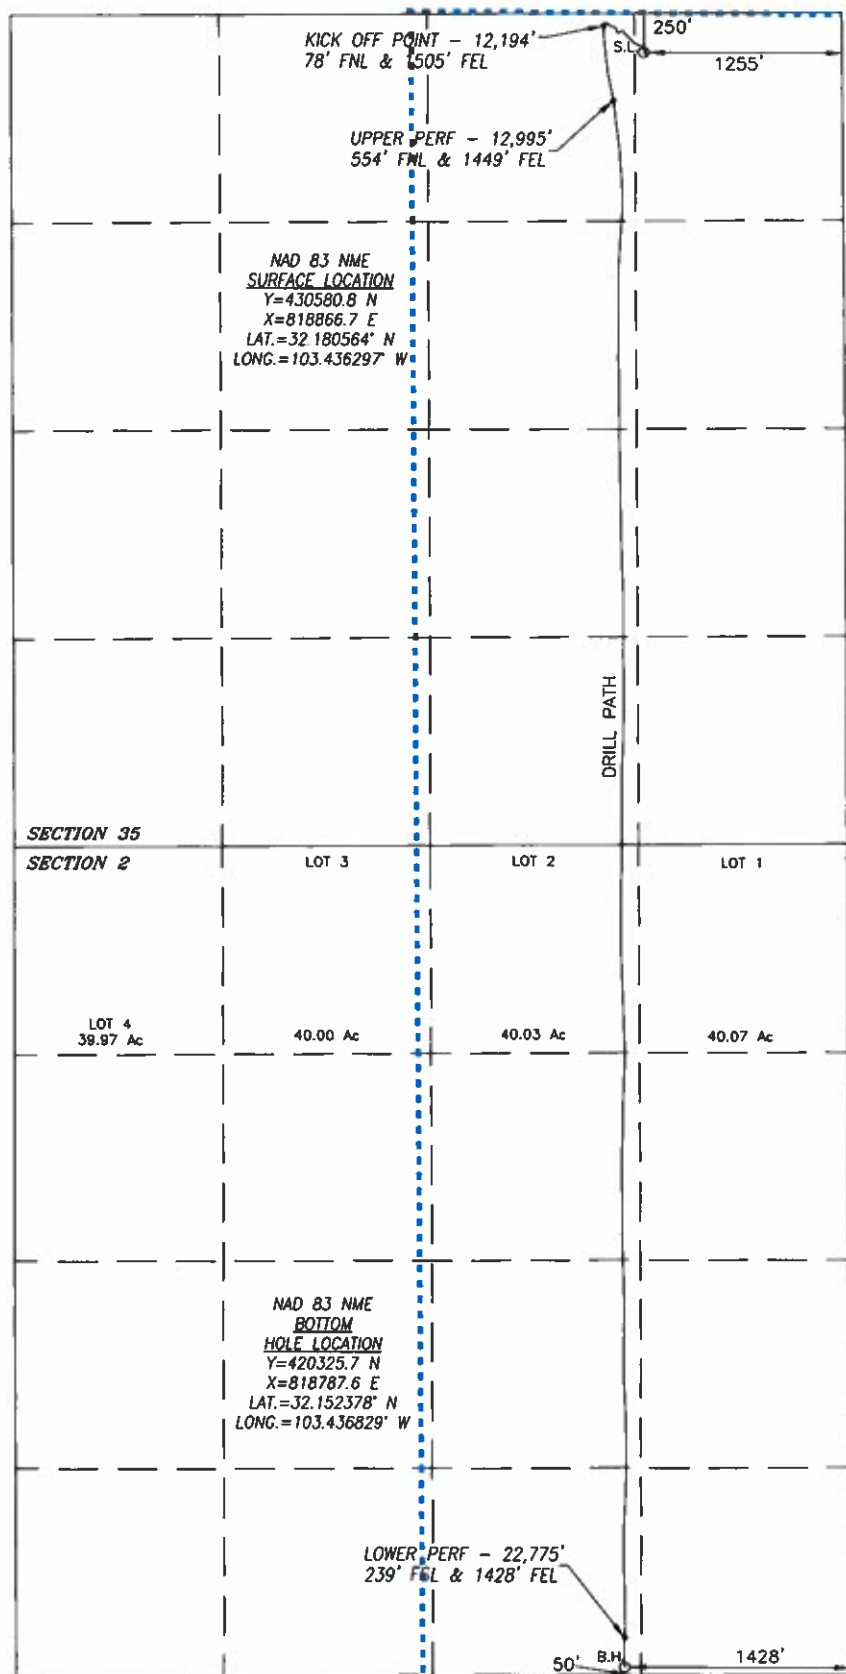 KICK OFF POINT - 12,194'
78' FNL & 1505' FEL
250'
S.L.
1255'
UPPER PERF - 12,995'
554' FNL & 1449' FEL
NAD 83 NME
SURFACE LOCATION
Y=430580.8 N
X=818866.7 E
LAT.=32.180564° N
LONG.=103.436297° W
DRILL PATH
SECTION 35
SECTION 2
LOT 3
LOT 2
LOT 1
LOT 4
39.97 Ac
40.00 Ac
40.03 Ac
40.07 Ac
NAD 83 NME
BOTTOM
HOLE LOCATION
Y=420325.7 N
X=818787.6 E
LAT.=32.152378° N
LONG.=103.436829° W
LOWER PERF - 22,775'
239' & 1428' FEL
50'
B.H.
1428'